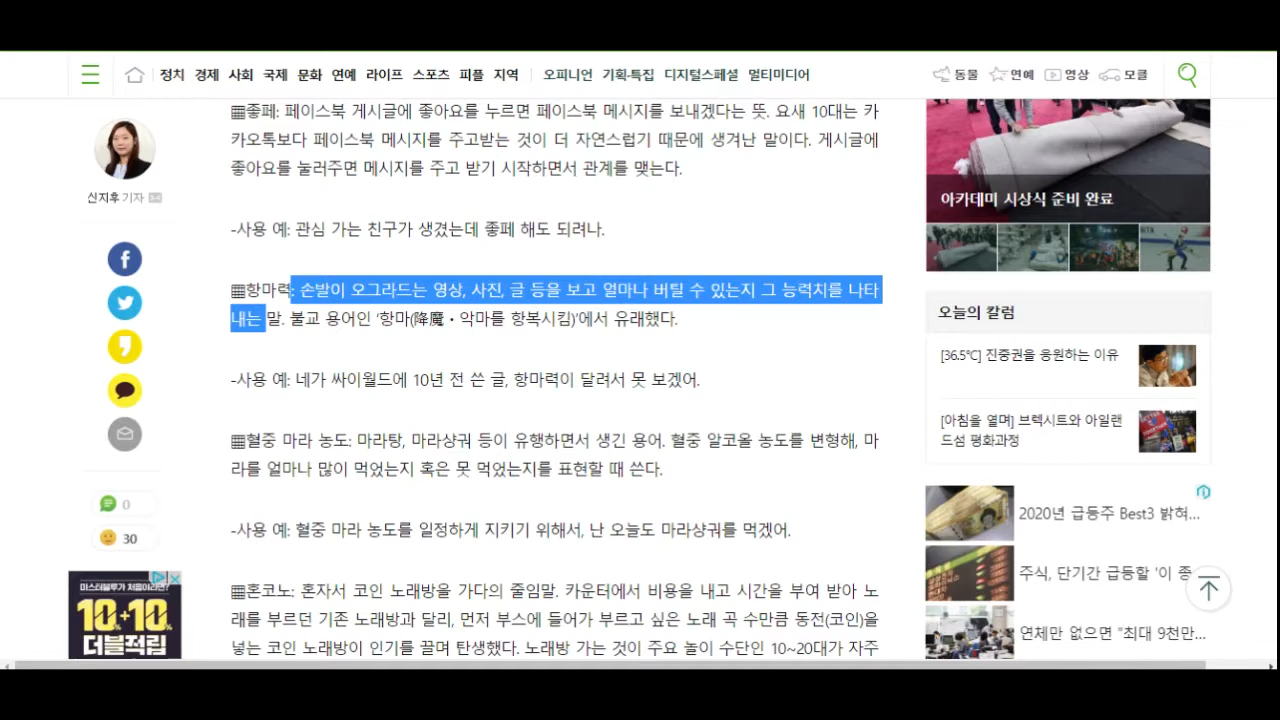 정치 경제 사회 국제 문화 연예 라이프 스포츠 피플 지역 오피니언 기획·특집 디지털스페셜 멀티미디어 동물 연예 영상 모클
신지후 기자
0
30
미스터블루가 처음이라면?
10%+10%
더블적립
▦좋페: 페이스북 게시글에 좋아요를 누르면 페이스북 메시지를 보내겠다는 뜻. 요새 10대는 카
카오톡보다 페이스북 메시지를 주고받는 것이 더 자연스럽기 때문에 생겨난 말이다. 게시글에
좋아요를 눌러주면 메시지를 주고 받기 시작하면서 관계를 맺는다.
-사용 예: 관심 가는 친구가 생겼는데 좋페 해도 되려나.
▦항마력: 손발이 오그라드는 영상, 사진, 글 등을 보고 얼마나 버틸 수 있는지 그 능력치를 나타
내는 말. 불교 용어인 ‘항마(降魔·악마를 항복시킴)’에서 유래했다.
-사용 예: 네가 싸이월드에 10년 전 쓴 글, 항마력이 달려서 못 보겠어.
▦혈중 마라 농도: 마라탕, 마라샹궈 등이 유행하면서 생긴 용어. 혈중 알코올 농도를 변형해, 마
라를 얼마나 많이 먹었는지 혹은 못 먹었는지를 표현할 때 쓴다.
-사용 예: 혈중 마라 농도를 일정하게 지키기 위해서, 난 오늘도 마라샹궈를 먹겠어.
▦혼코노: 혼자서 코인 노래방을 가다의 줄임말. 카운터에서 비용을 내고 시간을 부여 받아 노
래를 부르던 기존 노래방과 달리, 먼저 부스에 들어가 부르고 싶은 노래 곡 수만큼 동전(코인)을
넣는 코인 노래방이 인기를 끌며 탄생했다. 노래방 가는 것이 주요 놀이 수단인 10~20대가 자주
아카데미 시상식 준비 완료
오늘의 칼럼
[36.5℃] 진중권을 응원하는 이유
[아침을 열며] 브렉시트와 아일랜
드섬 평화과정
2020년 급등주 Best3 밝혀...
주식, 단기간 급등할 '이 종
연체만 없으면 "최대 9천만...